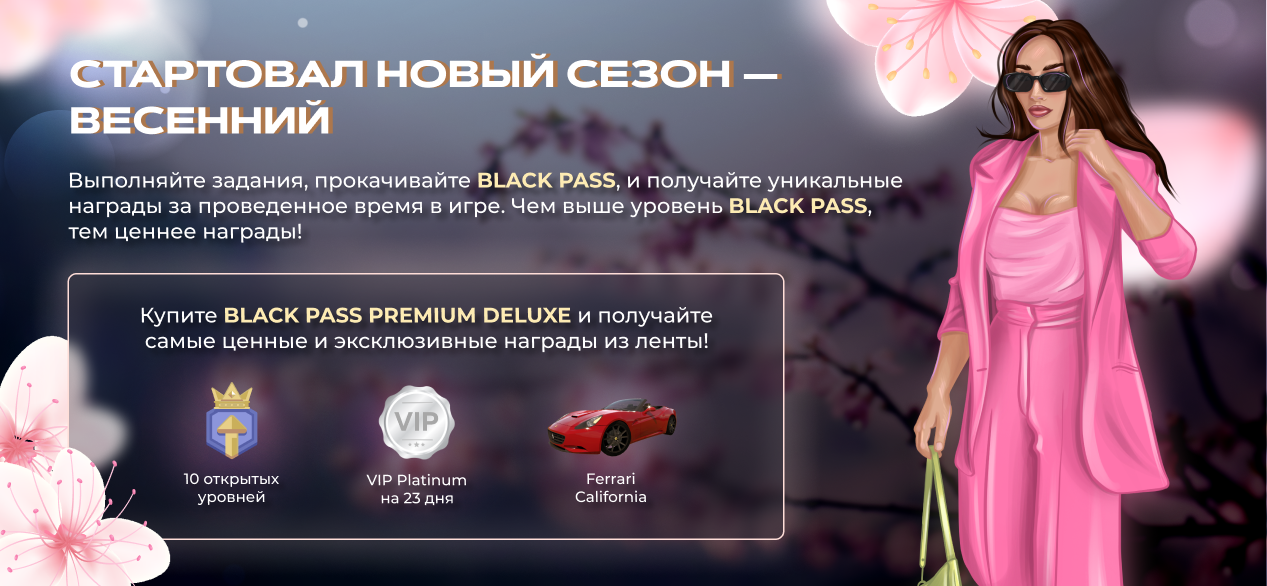 СТАРТОВАЛ НОВЫЙ СЕЗОН —
ВЕСЕННИЙ
Выполняйте задания, прокачивайте BLACK PASS, и получайте уникальные
награды за проведенное время в игре. Чем выше уровень BLACK PASS,
тем ценнее награды!
Купите BLACK PASS PREMIUM DELUXE и получайте
самые ценные и эксклюзивные награды из ленты!
VIP
10 открытых
уровней
VIP Platinum
на 23 дня
Ferrari
California